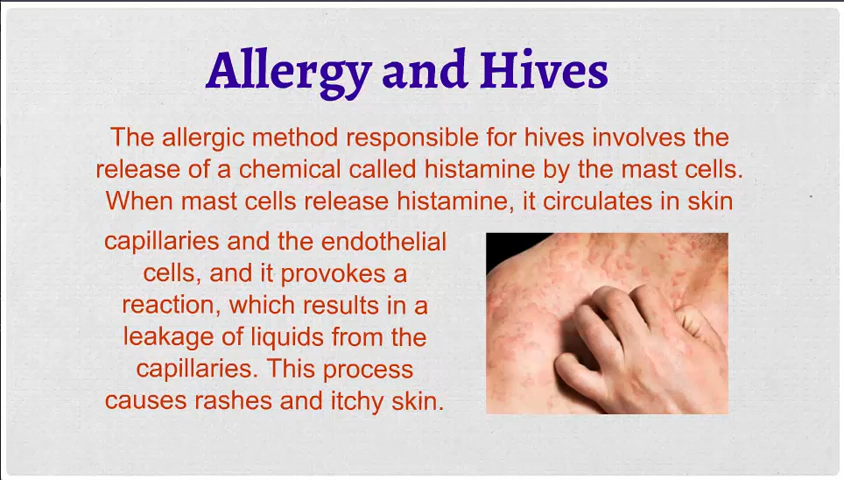 Allergy and Hives
The allergic method responsible for hives involves the
release of a chemical called histamine by the mast cells.
When mast cells release histamine, it circulates in skin
capillaries and the endothelial
cells, and it provokes a
reaction, which results in a
leakage of liquids from the
capillaries. This process
causes rashes and itchy skin.